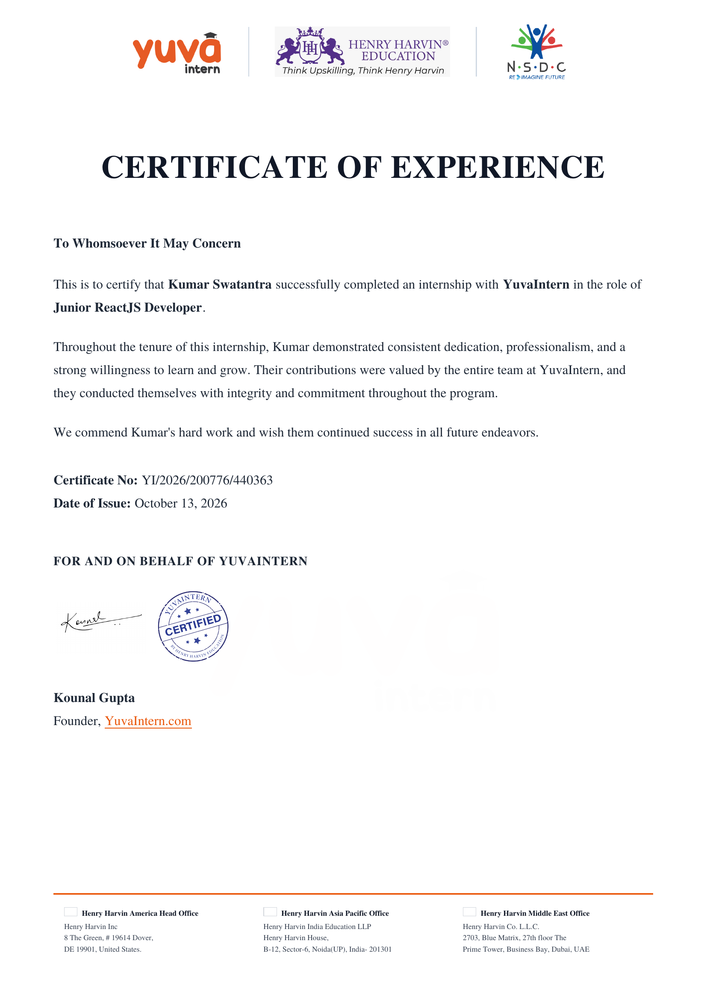 yuva
intern
HH
HENRY HARVIN®
EDUCATION
Think Upskilling, Think Henry Harvin
N·S·D·C
RE IMAGINE FUTURE
CERTIFICATE OF EXPERIENCE
To Whomsoever It May Concern
This is to certify that Kumar Swatantra successfully completed an internship with YuvaIntern in the role of
Junior ReactJS Developer.
Throughout the tenure of this internship, Kumar demonstrated consistent dedication, professionalism, and a
strong willingness to learn and grow. Their contributions were valued by the entire team at YuvaIntern, and
they conducted themselves with integrity and commitment throughout the program.
We commend Kumar's hard work and wish them continued success in all future endeavors.
Certificate No: YI/2026/200776/440363
Date of Issue: October 13, 2026
FOR AND ON BEHALF OF YUVAINTERN
Kounal
YUVAINTERN
CERTIFIED
BY HENRY HARVIN EDUCATION
Kounal Gupta
Founder, YuvaIntern.com
Henry Harvin America Head Office
Henry Harvin Inc
8 The Green, # 19614 Dover,
DE 19901, United States.
Henry Harvin Asia Pacific Office
Henry Harvin India Education LLP
Henry Harvin House,
B-12, Sector-6, Noida(UP), India- 201301
Henry Harvin Middle East Office
Henry Harvin Co. L.L.C.
2703, Blue Matrix, 27th floor The
Prime Tower, Business Bay, Dubai, UAE